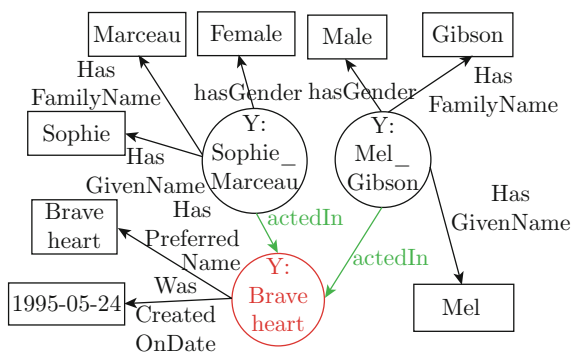 Marceau
Female
Male
Gibson
Has
FamilyName
hasGender
hasGender
Has
FamilyName
Sophie
Y:
Sophie_
Marceau
Y:
Mel_
Gibson
Has
GivenName
Has
GivenName
Brave
heart
Has
Preferred
Name
actedIn
actedIn
Y:
Brave
heart
1995-05-24
Was
Created
OnDate
Mel